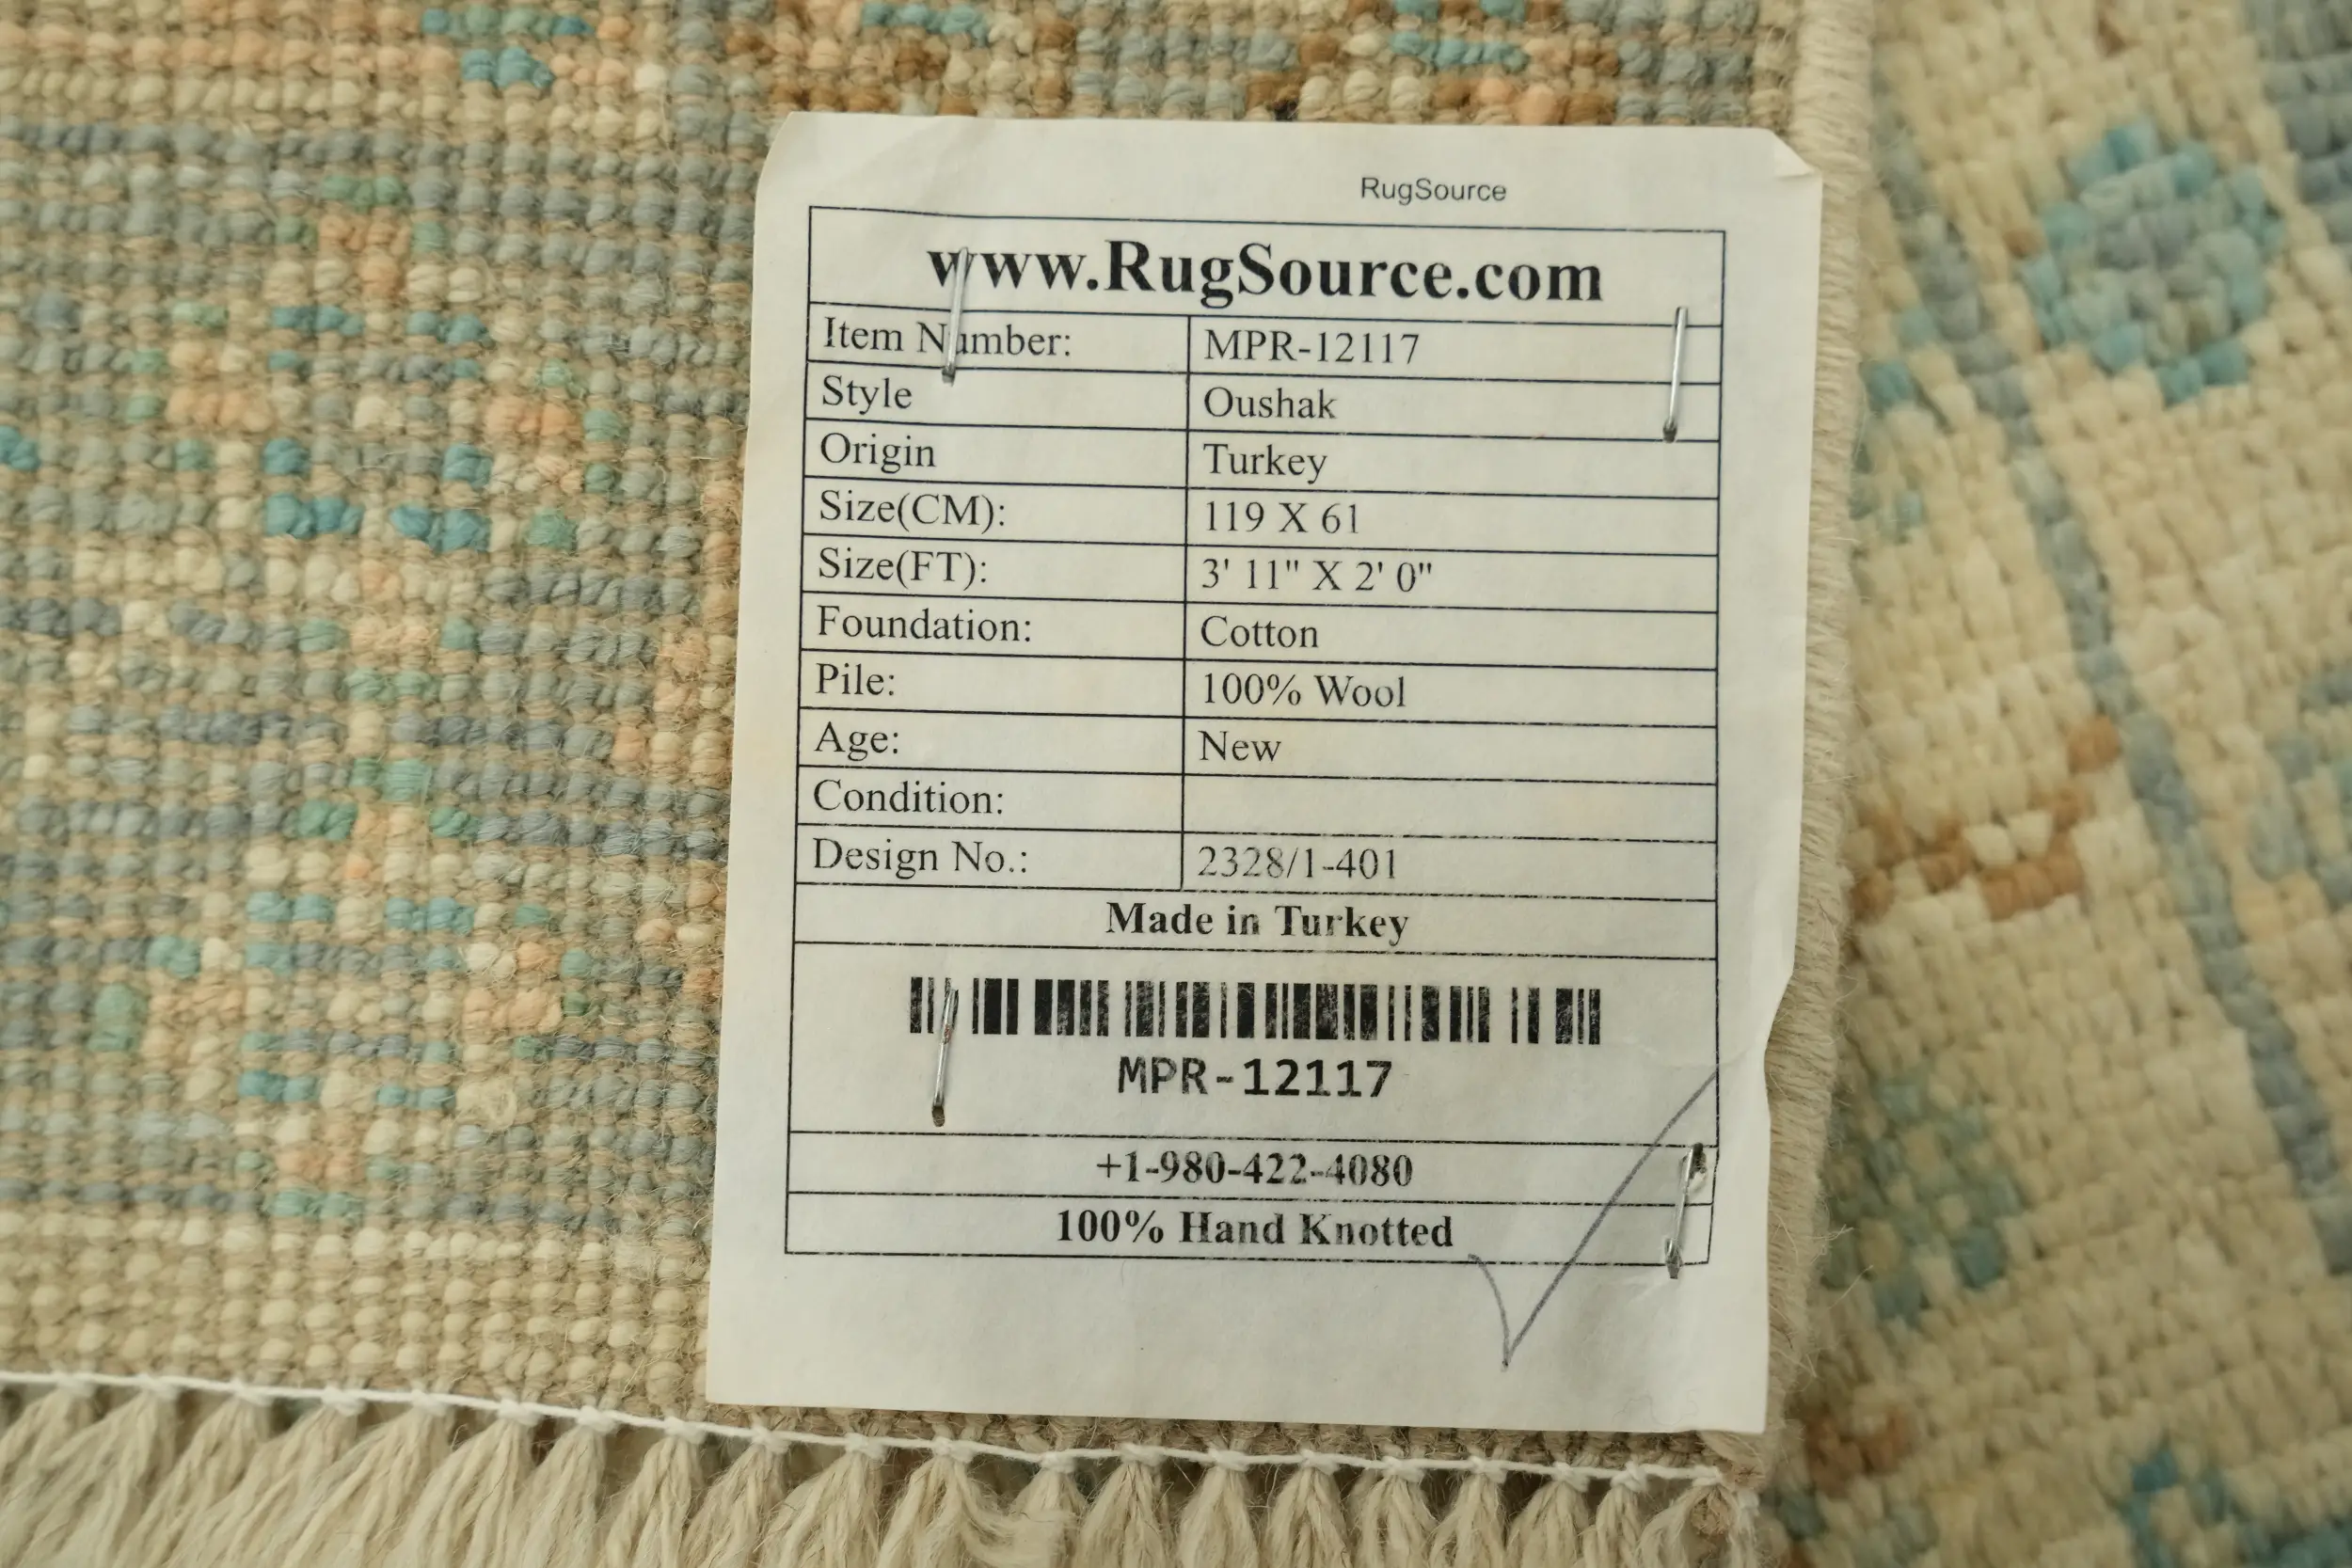 RugSource
www.RugSource.com
Item Number: MPR-12117
Style Oushak
Origin Turkey
Size(CM): 119 X 61
Size(FT): 3' 11" X 2' 0"
Foundation: Cotton
Pile: 100% Wool
Age: New
Condition:
Design No.: 2328/1-401
Made in Turkey
MPR-12117
+1-980-422-4080
100% Hand Knotted